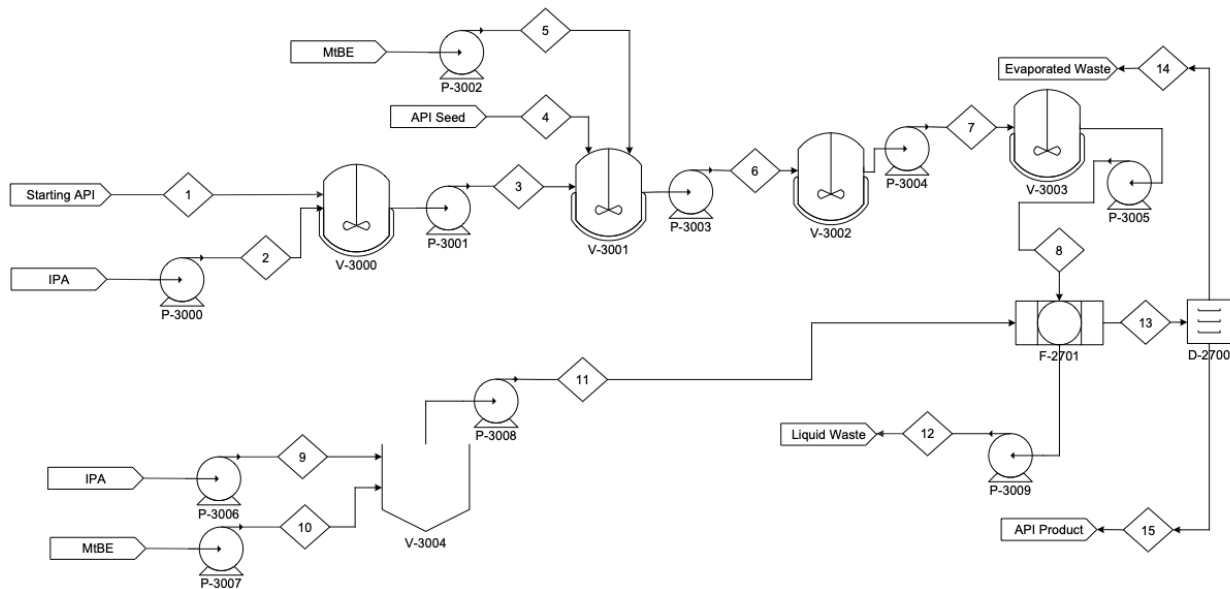 MtBE
5
P-3002
API Seed
4
Starting API
1
IPA
2
P-3000
V-3000
3
P-3001
V-3001
6
P-3003
V-3002
7
P-3004
V-3003
P-3005
Evaporated Waste
14
8
F-2701
13
D-2700
11
P-3008
IPA
9
P-3006
MtBE
10
P-3007
V-3004
Liquid Waste
12
P-3009
API Product
15